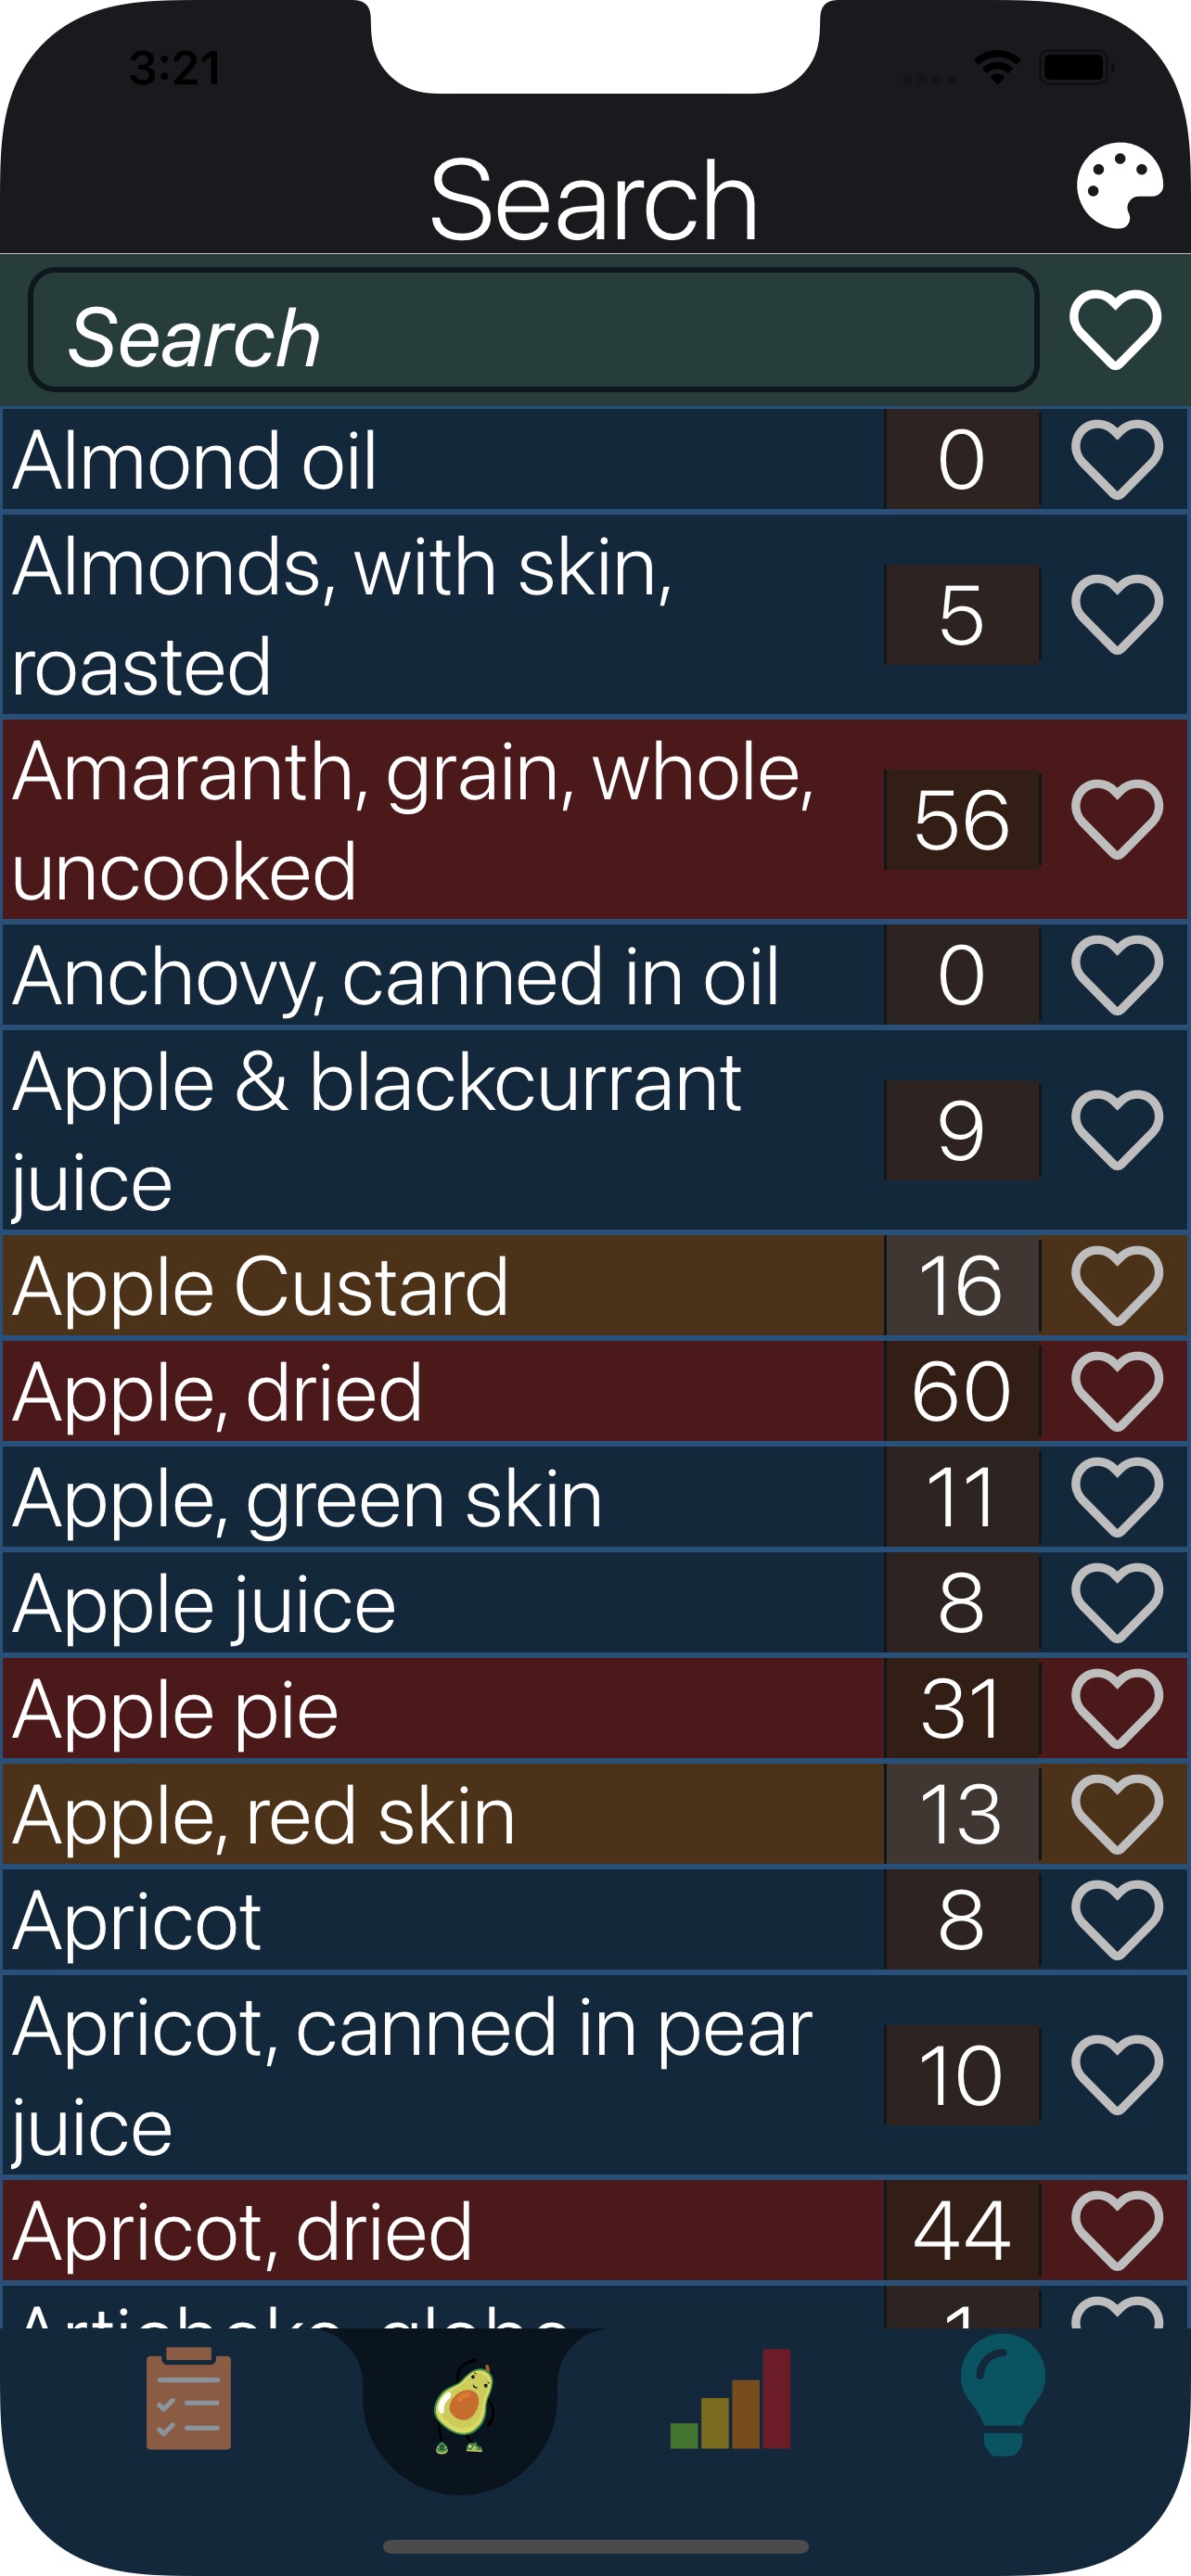 3:21
Search
Search
Almond oil 0
Almonds, with skin,
roasted 5
Amaranth, grain, whole,
uncooked 56
Anchovy, canned in oil 0
Apple & blackcurrant
juice 9
Apple Custard 16
Apple, dried 60
Apple, green skin 11
Apple juice 8
Apple pie 31
Apple, red skin 13
Apricot 8
Apricot, canned in pear
juice 10
Apricot, dried 44